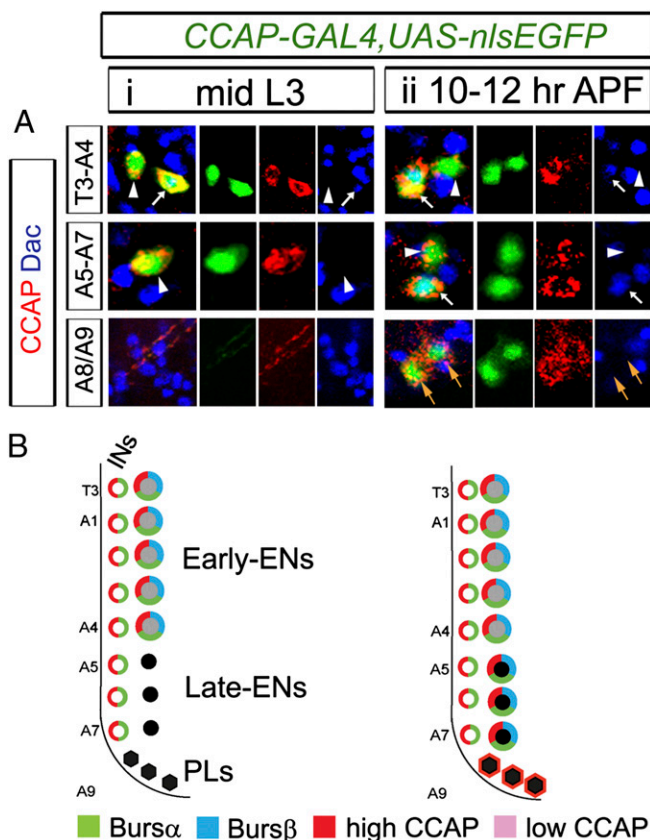 CCAP-GAL4,UAS-nlsEGFP
i mid L3
ii 10-12 hr APF
A
CCAP Dac
T3-A4
A5-A7
A8/A9
B
INs
T3
A1
A4
A5
A7
A9
Early-ENs
Late-ENs
PLs
T3
A1
A4
A5
A7
A9
Bursα
Bursβ
high CCAP
low CCAP